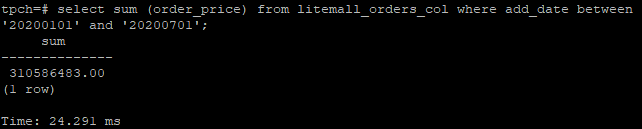 tpch=# select sum (order_price) from litemall_orders_col where add_date between
'20200101' and '20200701';
sum
--------------
310586483.00
(1 row)
Time: 24.291 ms